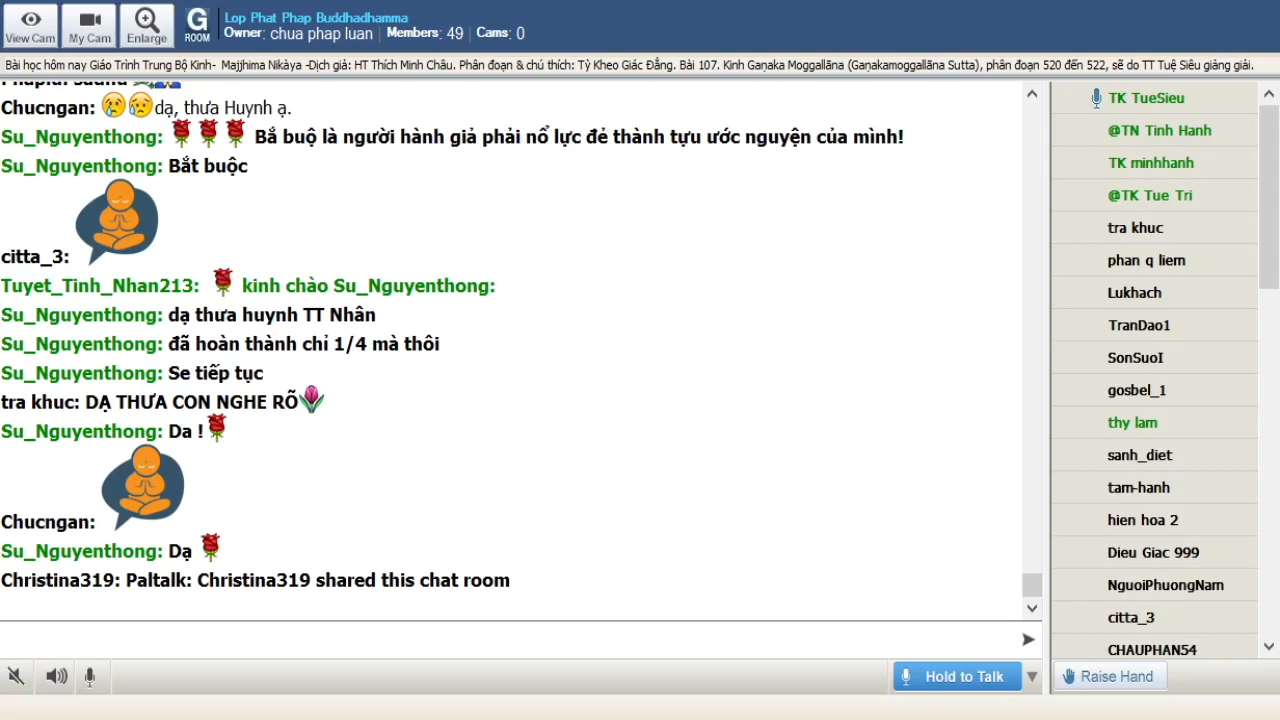 Lop Phat Phap Buddhadhamma
View Cam My Cam Enlarge G ROOM Owner: chua phap luan Members: 49 Cams: 0
Bài học hôm nay Giáo Trình Trung Bộ Kinh- Majjhima Nikàya -Dịch giả: HT Thích Minh Châu. Phân đoạn & chú thích: Tỳ Kheo Giác Đẳng. Bài 107. Kinh Gaṇaka Moggallāna (Gaṇakamoggallāna Sutta), phân đoạn 520 đến 522, sẽ do TT Tuệ Siêu giảng giải.
Chucngan: dạ, thưa Huynh ạ.
Su_Nguyenthong: Bắ buộ là người hành giả phải nổ lực đẻ thành tựu ước nguyện của mình!
Su_Nguyenthong: Bắt buộc
citta_3:
Tuyet_Tinh_Nhan213: kinh chào Su_Nguyenthong:
Su_Nguyenthong: dạ thưa huynh TT Nhân
Su_Nguyenthong: đã hoàn thành chỉ 1/4 mà thôi
Su_Nguyenthong: Se tiếp tục
tra khuc: DẠ THƯA CON NGHE RÕ
Su_Nguyenthong: Da !
Chucngan:
Su_Nguyenthong: Dạ
Christina319: Paltalk: Christina319 shared this chat room
TK TueSieu
@TN Tinh Hanh
TK minhhanh
@TK Tue Tri
tra khuc
phan q liem
Lukhach
TranDao1
SonSuoI
gosbel_1
thy lam
sanh_diet
tam-hanh
hien hoa 2
Dieu Giac 999
NguoiPhuongNam
citta_3
CHAUPHAN54
Hold to Talk
Raise Hand